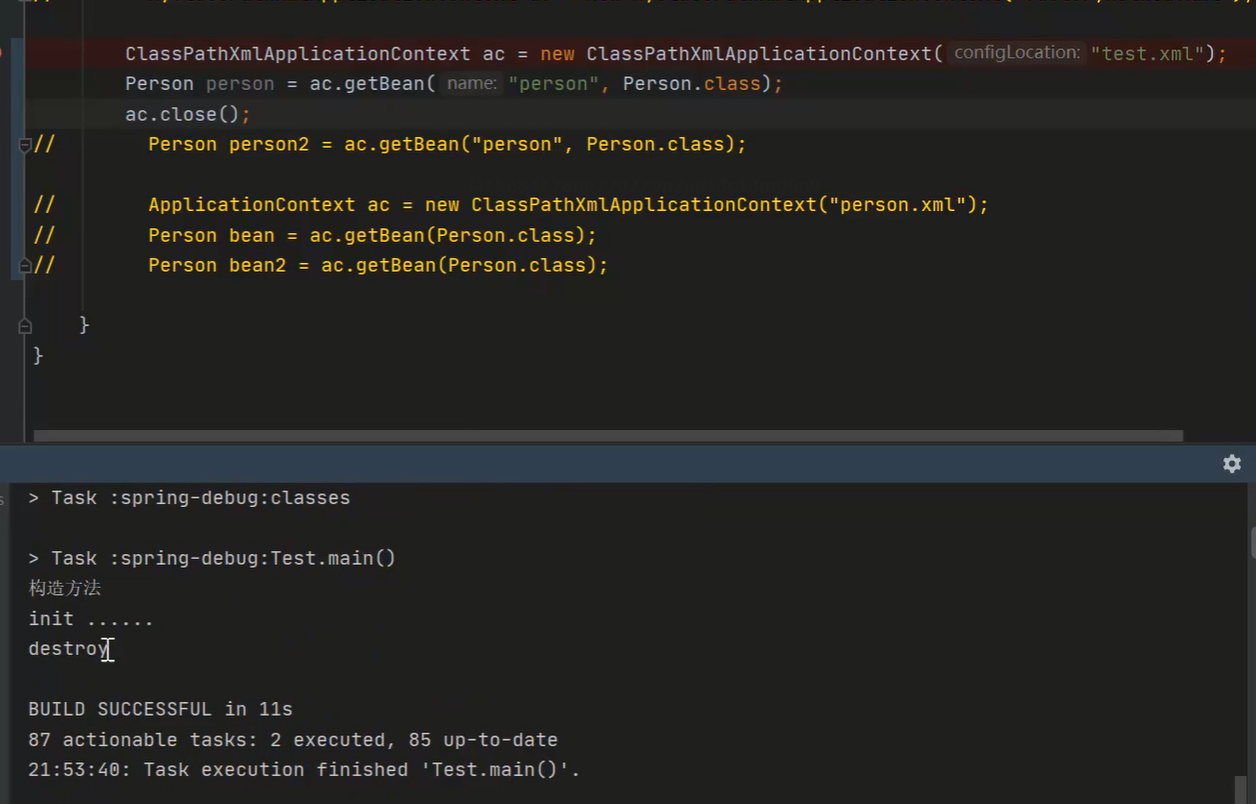 ClassPathXmlApplicationContext ac = new ClassPathXmlApplicationContext( configLocation: "test.xml");
Person person = ac.getBean( name: "person", Person.class);
ac.close();
// Person person2 = ac.getBean("person", Person.class);
// ApplicationContext ac = new ClassPathXmlApplicationContext("person.xml");
// Person bean = ac.getBean(Person.class);
// Person bean2 = ac.getBean(Person.class);
}
}
> Task :spring-debug:classes
> Task :spring-debug:Test.main()
构造方法
init ......
destroy
BUILD SUCCESSFUL in 11s
87 actionable tasks: 2 executed, 85 up-to-date
21:53:40: Task execution finished 'Test.main()'.